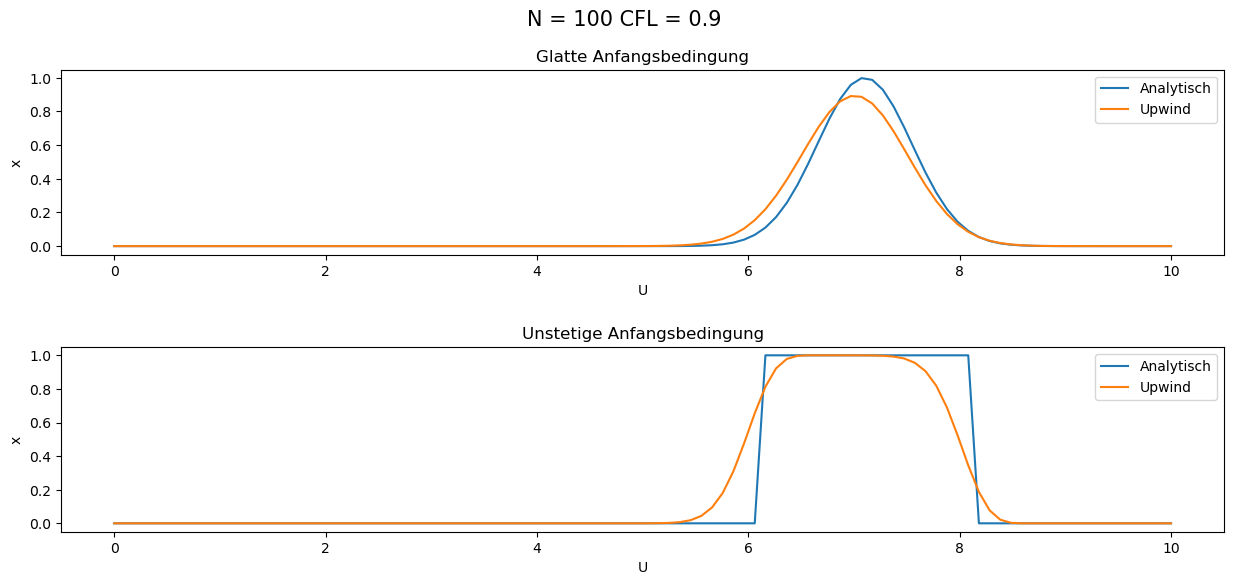 N = 100 CFL = 0.9
Glatte Anfangsbedingung
1.0
0.8
0.6
0.4
0.2
0.0
x
Analytisch
Upwind
0 2 4 6 8 10
U
Unstetige Anfangsbedingung
1.0
0.8
0.6
0.4
0.2
0.0
x
Analytisch
Upwind
0 2 4 6 8 10
U